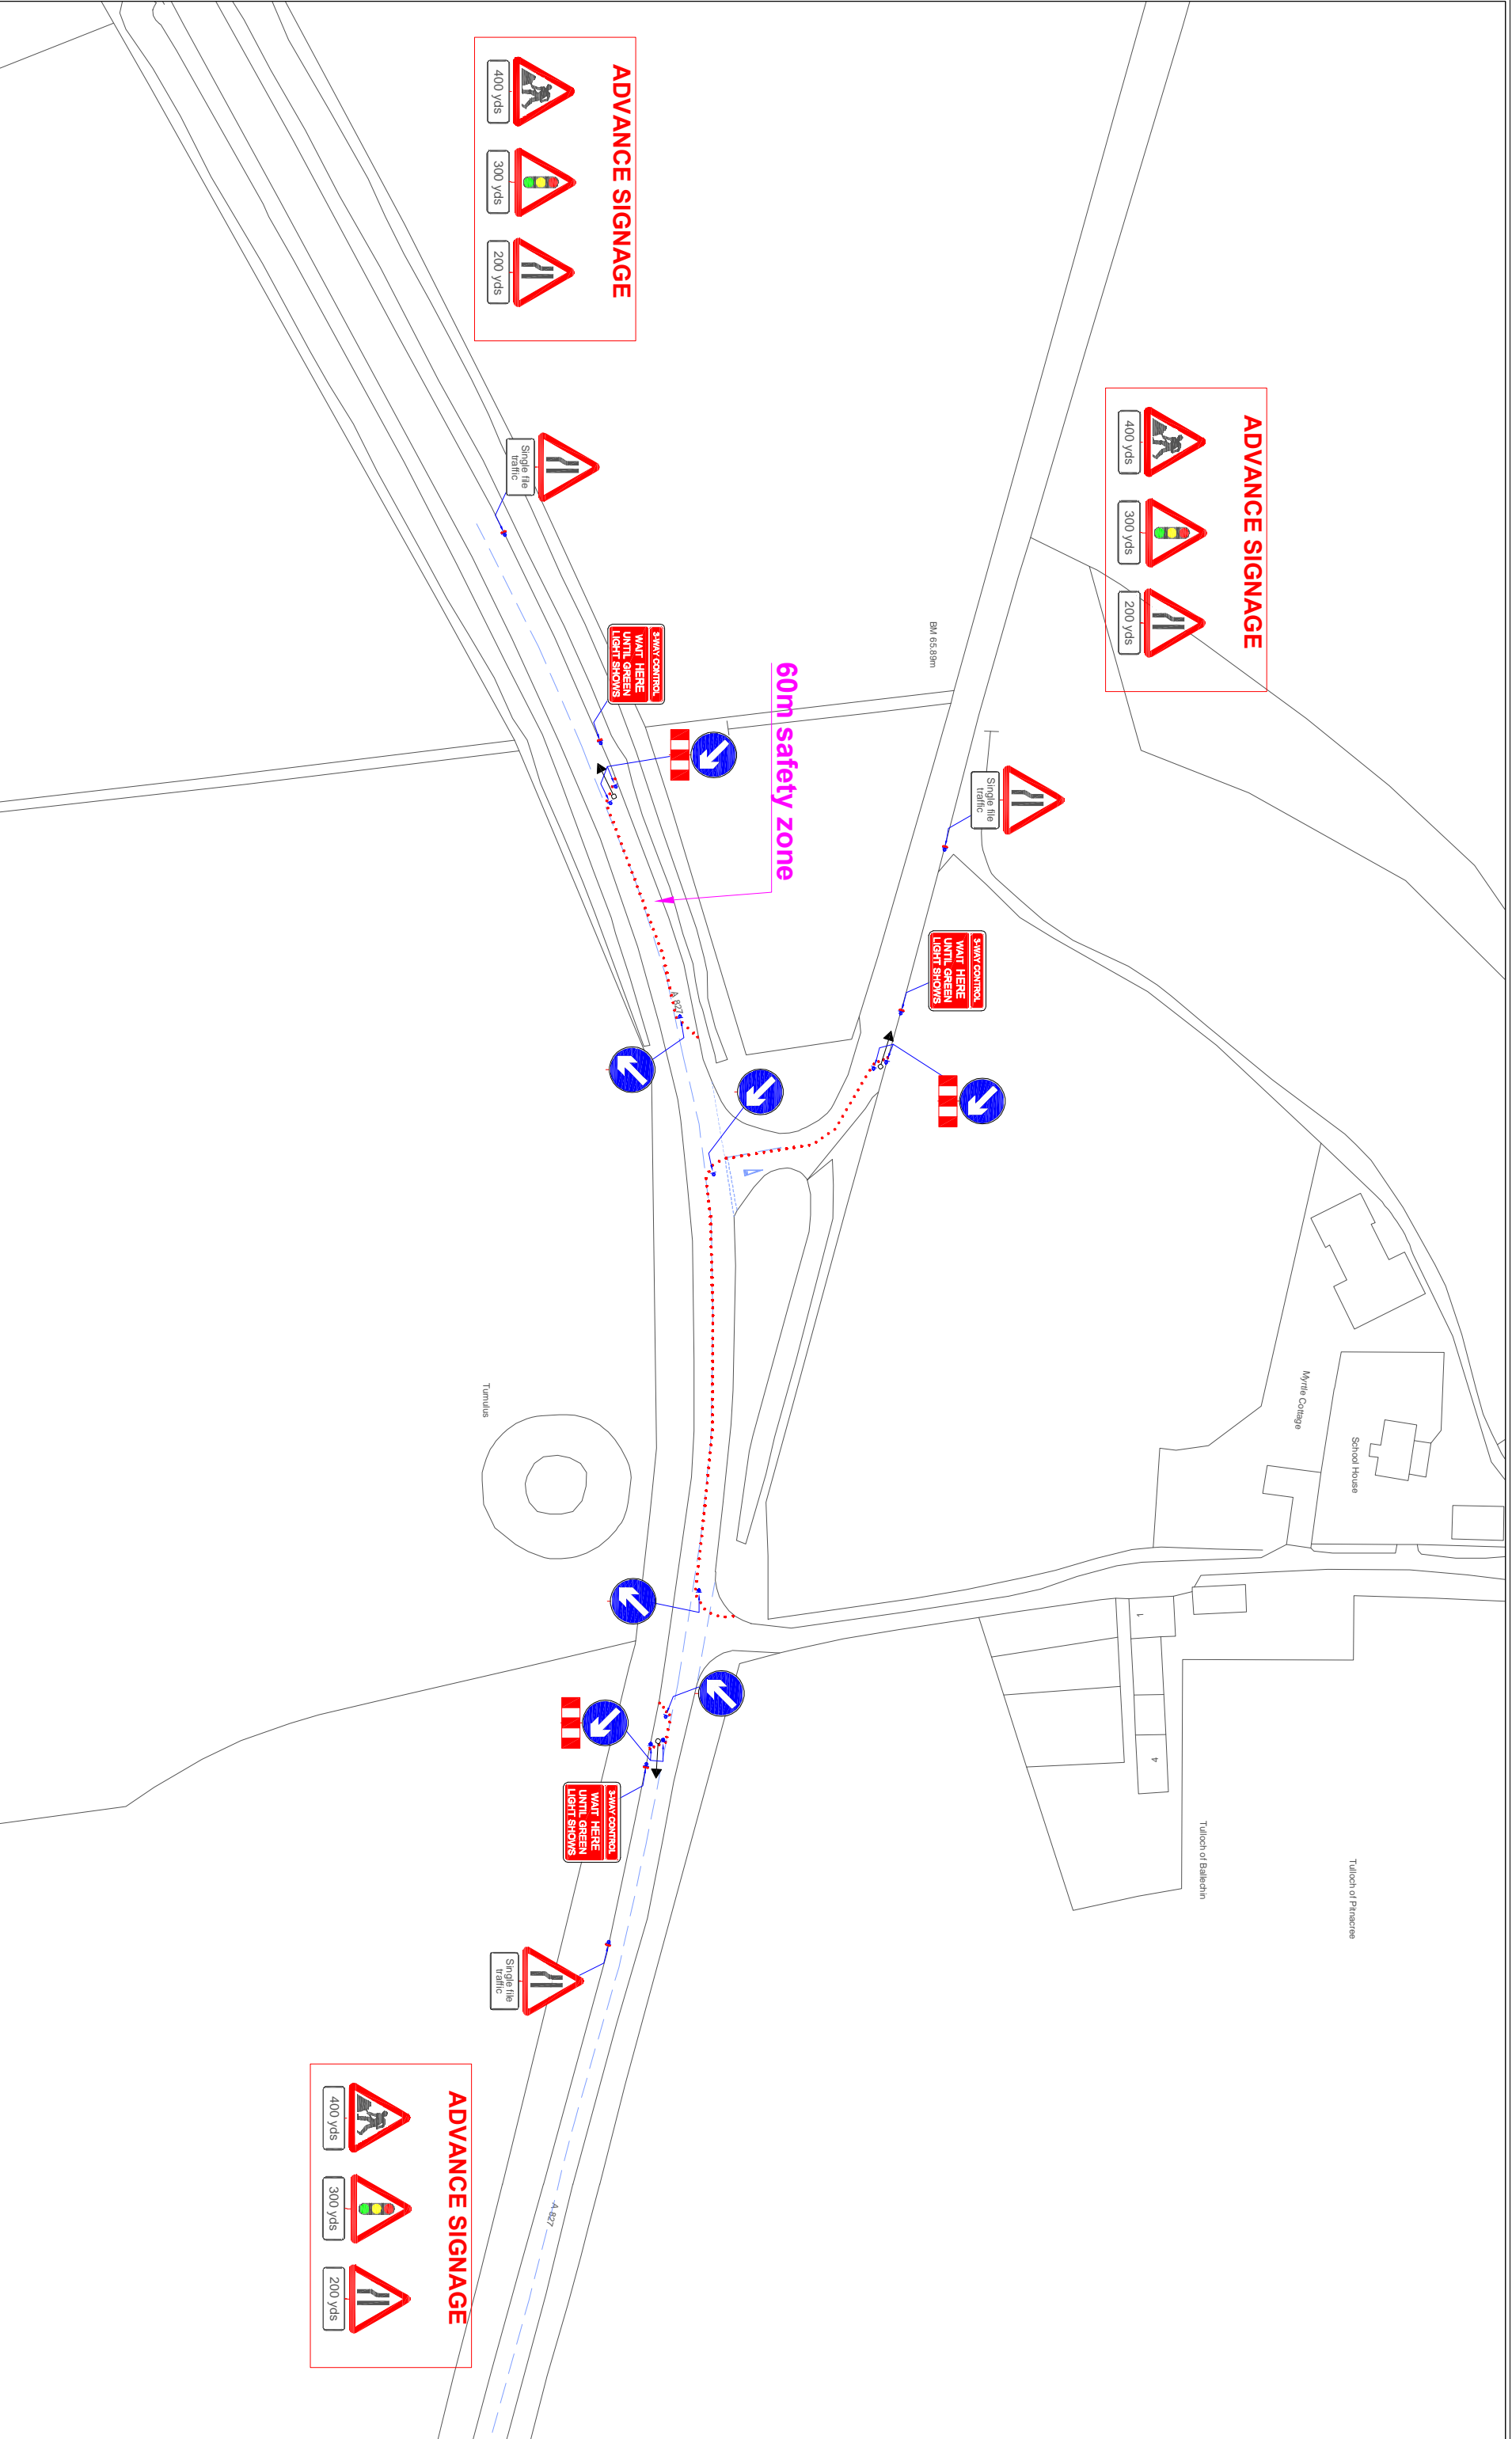 ADVANCE SIGNAGE
400 yds
300 yds
200 yds
ADVANCE SIGNAGE
400 yds
300 yds
200 yds
Single file
traffic
BM 65.89m
3-WAY CONTROL
WAIT HERE
UNTIL GREEN
LIGHT SHOWS
60m safety zone
Single file
traffic
3-WAY CONTROL
WAIT HERE
UNTIL GREEN
LIGHT SHOWS
A 827
Myrtle Cottage
School House
Tumulus
1
4
Tulloch of Ballechin
Tulloch of Pitnacree
3-WAY CONTROL
WAIT HERE
UNTIL GREEN
LIGHT SHOWS
Single file
traffic
A 827
ADVANCE SIGNAGE
400 yds
300 yds
200 yds